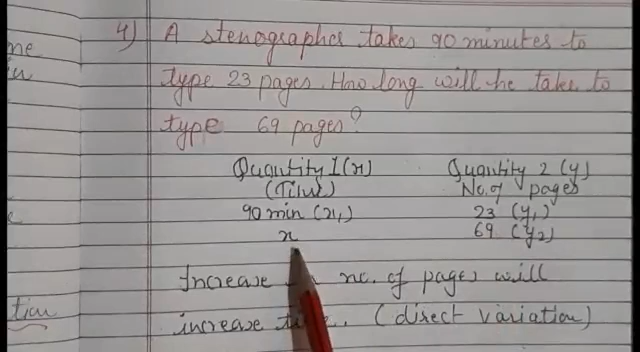 me
4) A stenographer takes 90 minutes to
type 23 pages. How long will he take to
type 69 pages?
Quantity 1 (x) Quantity 2 (y)
(Time) No. of pages
90 min (x₁) 23 (y₁)
x 69 (y₂)
Increase no. of pages will
increase (direct variation)
tion